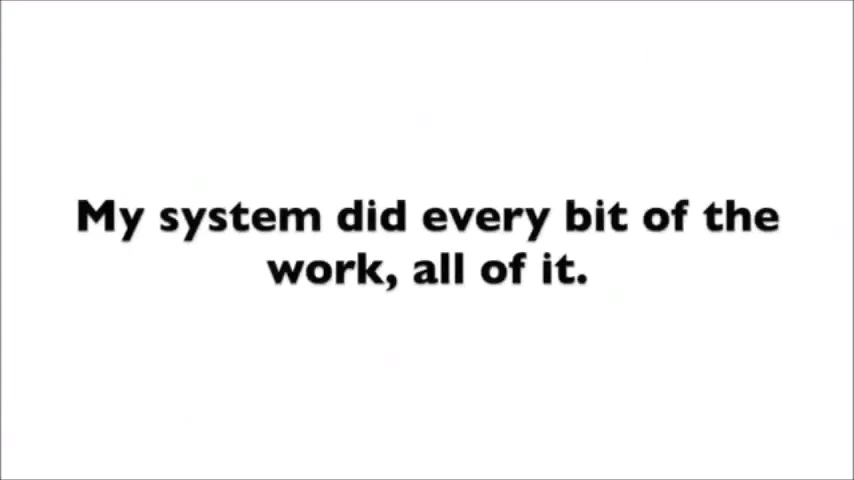 My system did every bit of the
work, all of it.